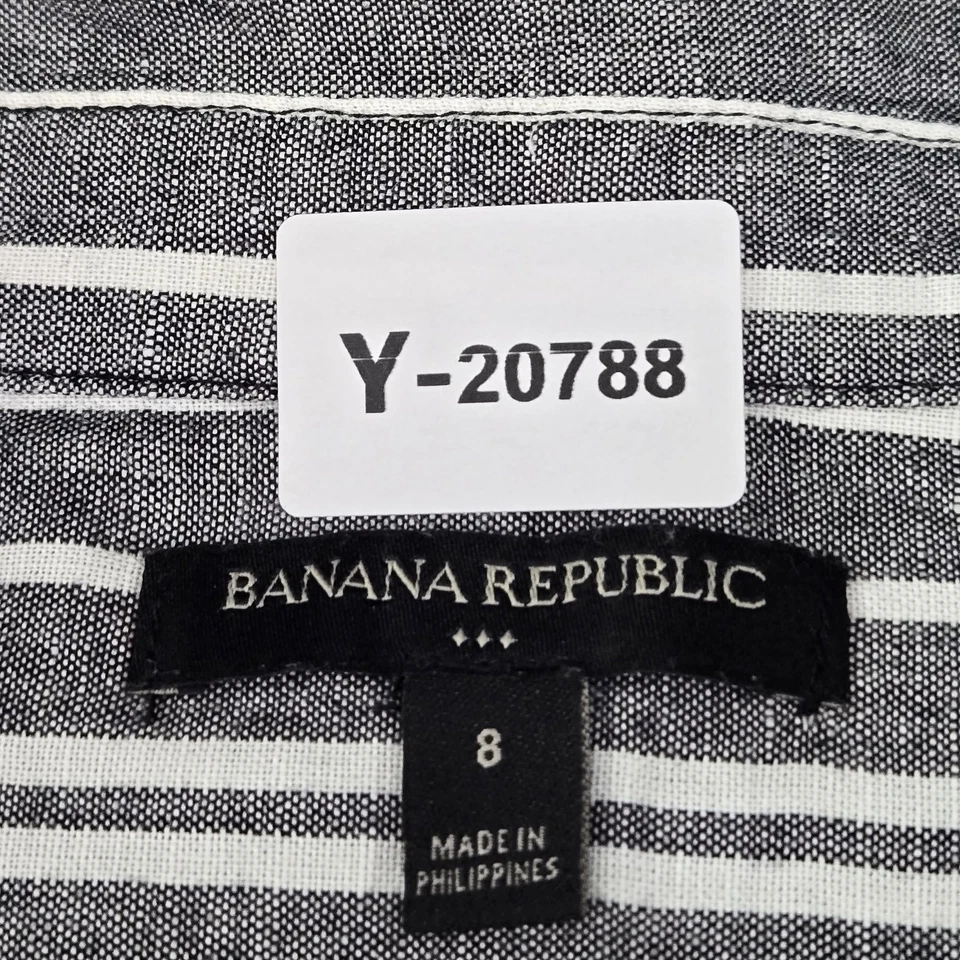 Y-20788
BANANA REPUBLIC
8
MADE IN
PHILIPPINES